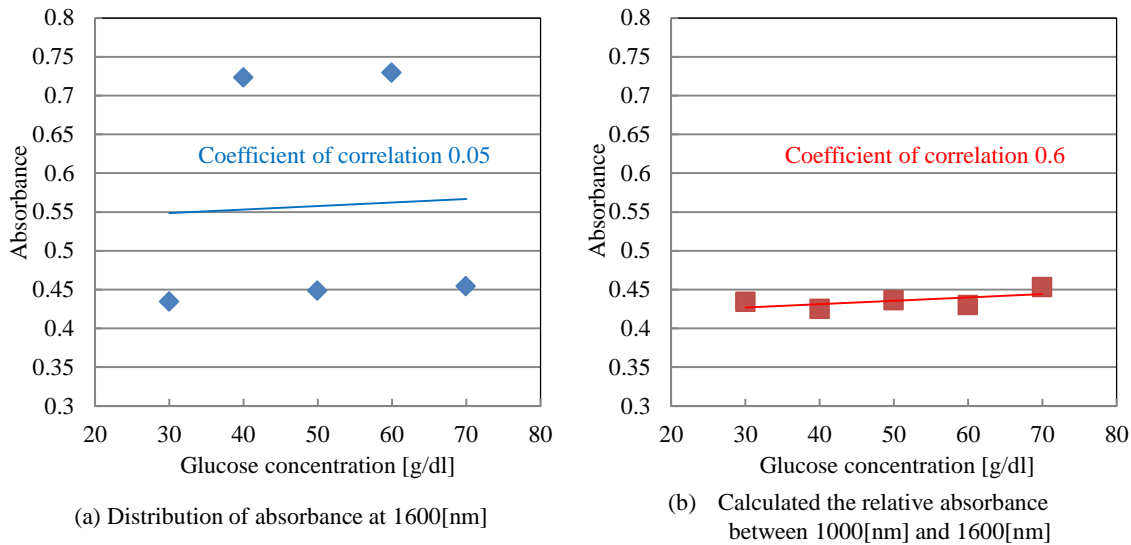 0.8
0.75
0.7
0.65
0.6
0.55
0.5
0.45
0.4
0.35
0.3
Absorbance
Coefficient of correlation 0.05
20 30 40 50 60 70 80
Glucose concentration [g/dl]
(a) Distribution of absorbance at 1600[nm]
0.8
0.75
0.7
0.65
0.6
0.55
0.5
0.45
0.4
0.35
0.3
Absorbance
Coefficient of correlation 0.6
20 30 40 50 60 70 80
Glucose concentration [g/dl]
(b) Calculated the relative absorbance
between 1000[nm] and 1600[nm]